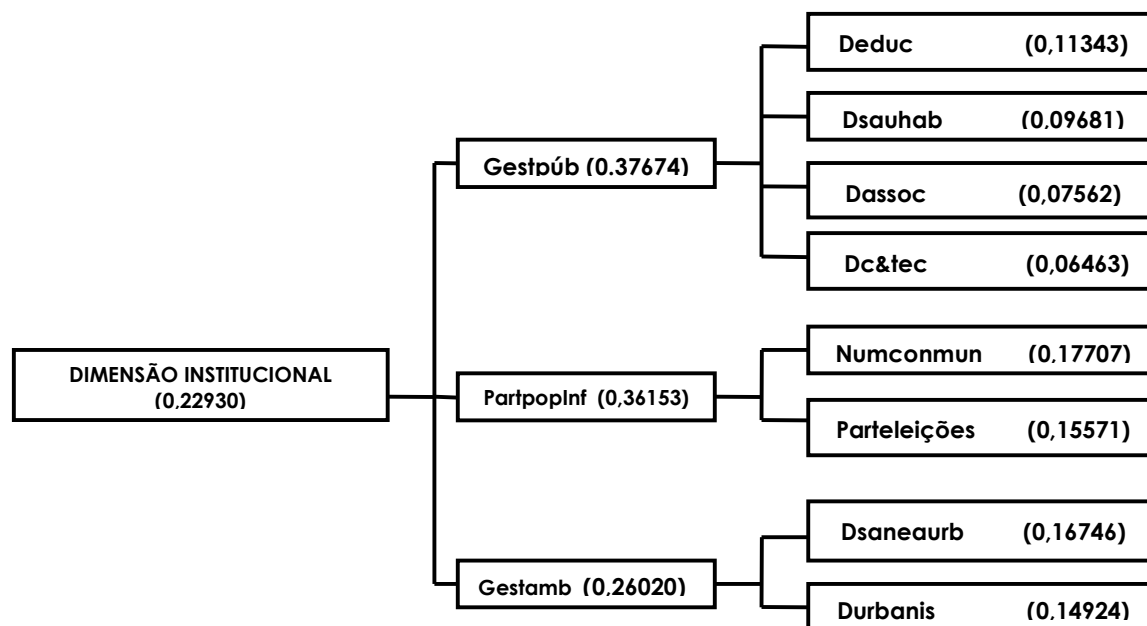 Deduc (0,11343)
Dsauhab (0,09681)
Gestpúb (0.37674)
Dassoc (0,07562)
Dc&tec (0,06463)
DIMENSÃO INSTITUCIONAL
(0,22930)
PartpopInf (0,36153)
Numconmun (0,17707)
Parteleições (0,15571)
Gestamb (0,26020)
Dsaneaurb (0,16746)
Durbanis (0,14924)